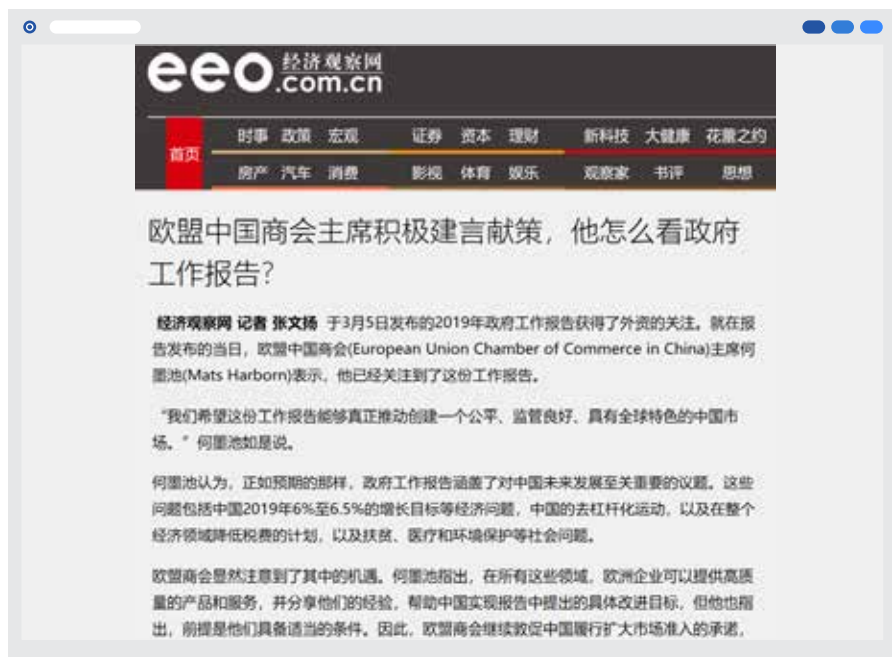 eeo 经济观察网
.com.cn
首页
时事 政策 宏观 证券 资本 理财 新科技 大健康 花薰之约
房产 汽车 消费 影视 体育 娱乐 观察家 书评 思想
欧盟中国商会主席积极建言献策，他怎么看政府
工作报告？
经济观察网 记者 张文扬 于3月5日发布的2019年政府工作报告获得了外资的关注。就在报
告发布的当日，欧盟中国商会(European Union Chamber of Commerce in China)主席何
墨池(Mats Harborn)表示，他已经关注到了这份工作报告。
“我们希望这份工作报告能够真正推动创建一个公平、监管良好、具有全球特色的中国市
场。”何墨池如是说。
何墨池认为，正如预期的那样，政府工作报告涵盖了对中国未来发展至关重要的议题。这些
问题包括中国2019年6%至6.5%的增长目标等经济问题，中国的去杠杆化运动，以及在整个
经济领域降低税费的计划，以及扶贫、医疗和环境保护等社会问题。
欧盟商会显然注意到了其中的机遇。何墨池指出，在所有这些领域，欧洲企业可以提供高质
量的产品和服务，并分享他们的经验，帮助中国实现报告中提出的具体改进目标，但他也指
出，前提是他们具备适当的条件。因此，欧盟商会继续敦促中国履行扩大市场准入的承诺，